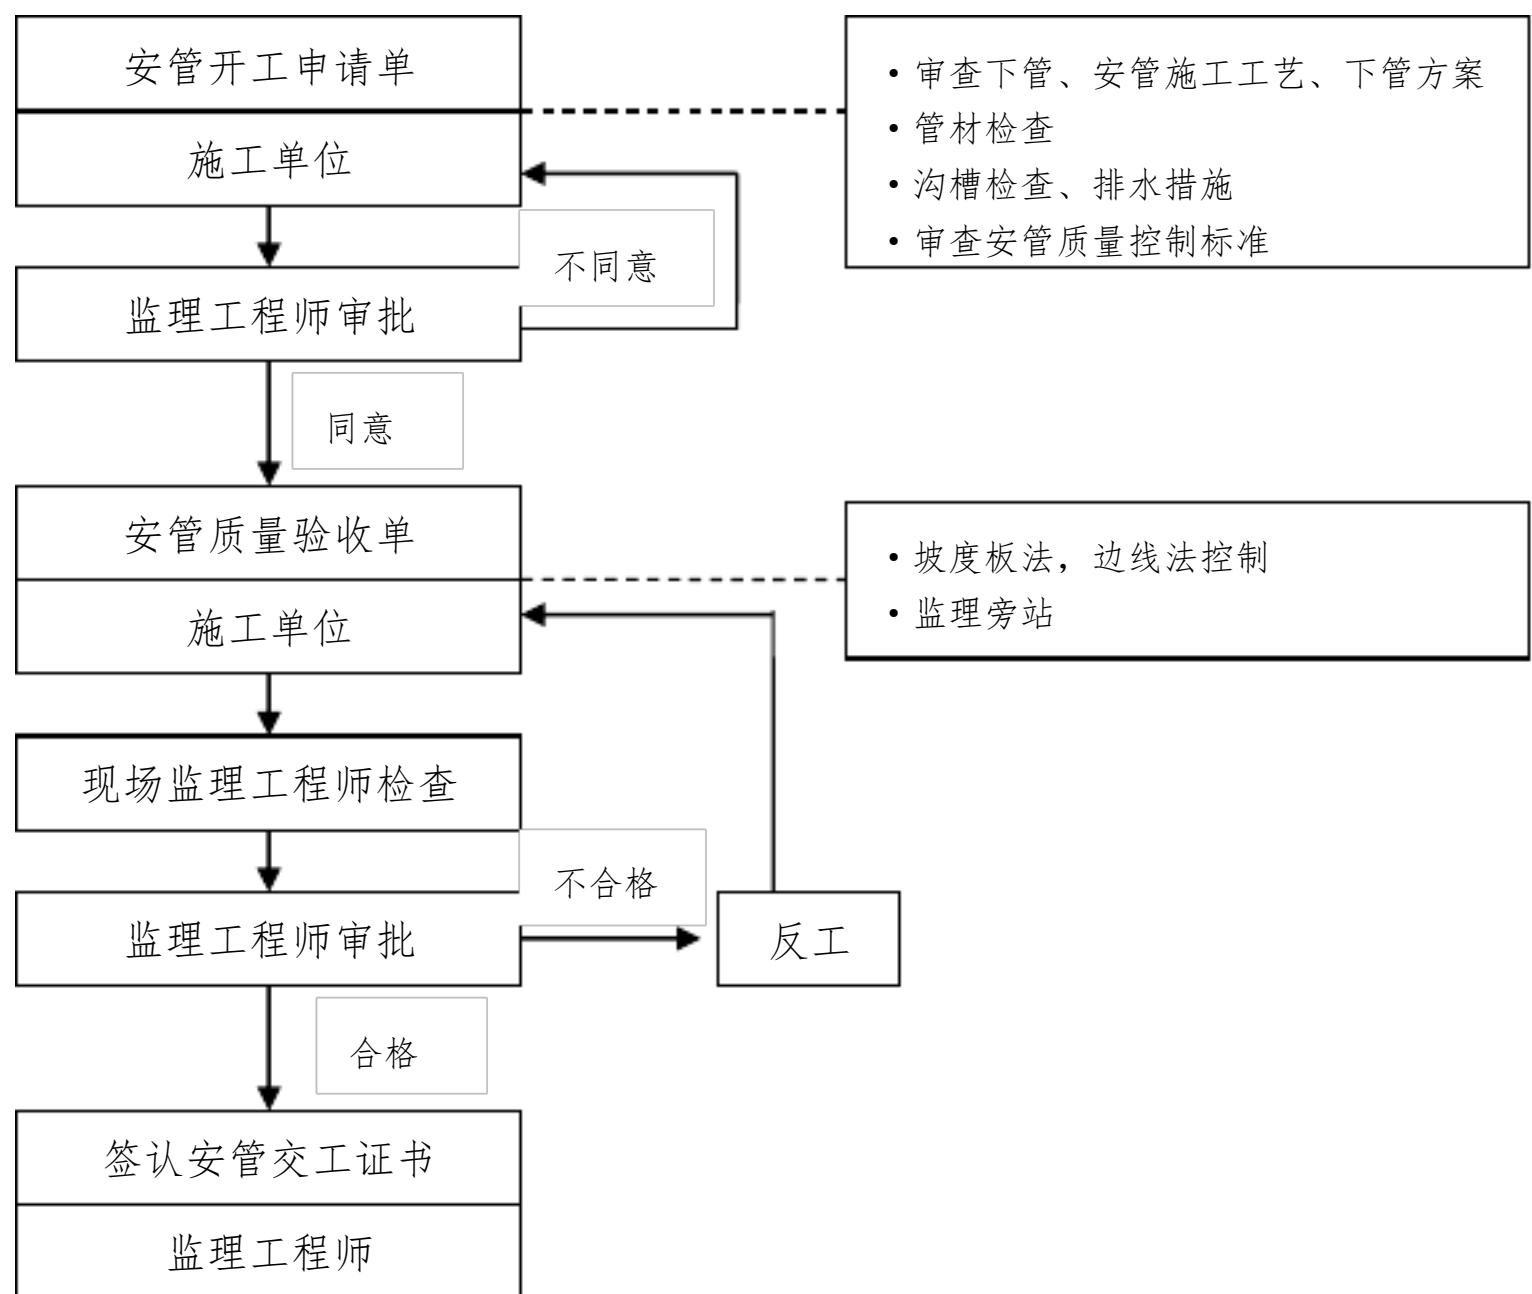 安管开工申请单
施工单位
• 审查下管、安管施工工艺、下管方案
• 管材检查
• 沟槽检查、排水措施
• 审查安管质量控制标准
不同意
监理工程师审批
同意
安管质量验收单
施工单位
• 坡度板法，边线法控制
• 监理旁站
现场监理工程师检查
不合格
监理工程师审批
反工
合格
签认安管交工证书
监理工程师